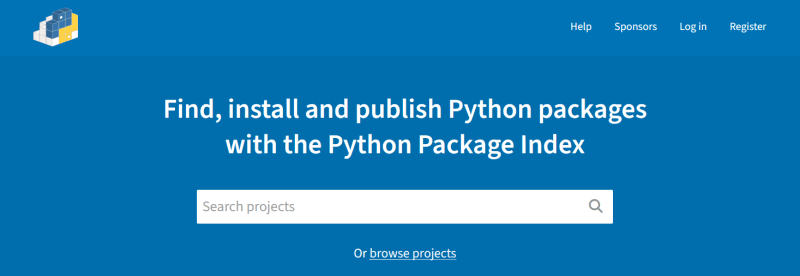 Help Sponsors Log in Register
Find, install and publish Python packages
with the Python Package Index
Search projects
Or browse projects